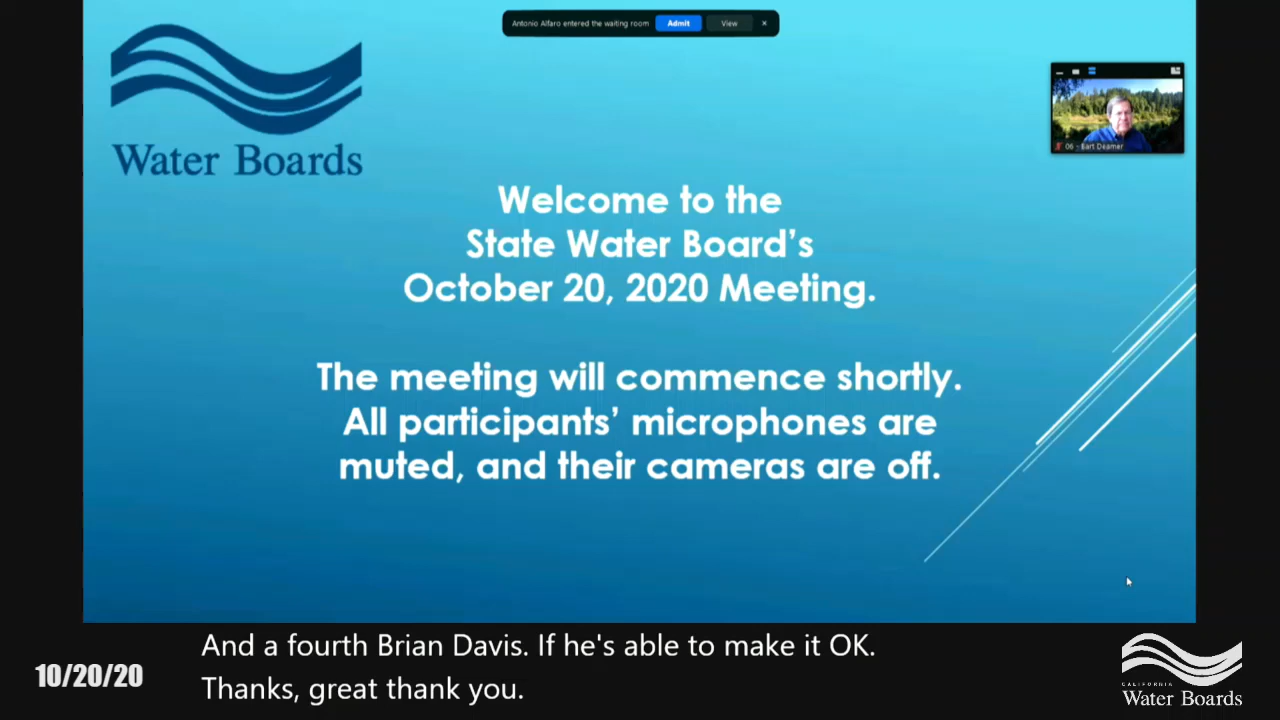 Antonio Alfaro entered the waiting room Admit View
Water Boards
06 - Bart Deamer
Welcome to the
State Water Board's
October 20, 2020 Meeting.
The meeting will commence shortly.
All participants' microphones are
muted, and their cameras are off.
And a fourth Brian Davis. If he's able to make it OK.
Thanks, great thank you.
10/20/20
CALIFORNIA
Water Boards